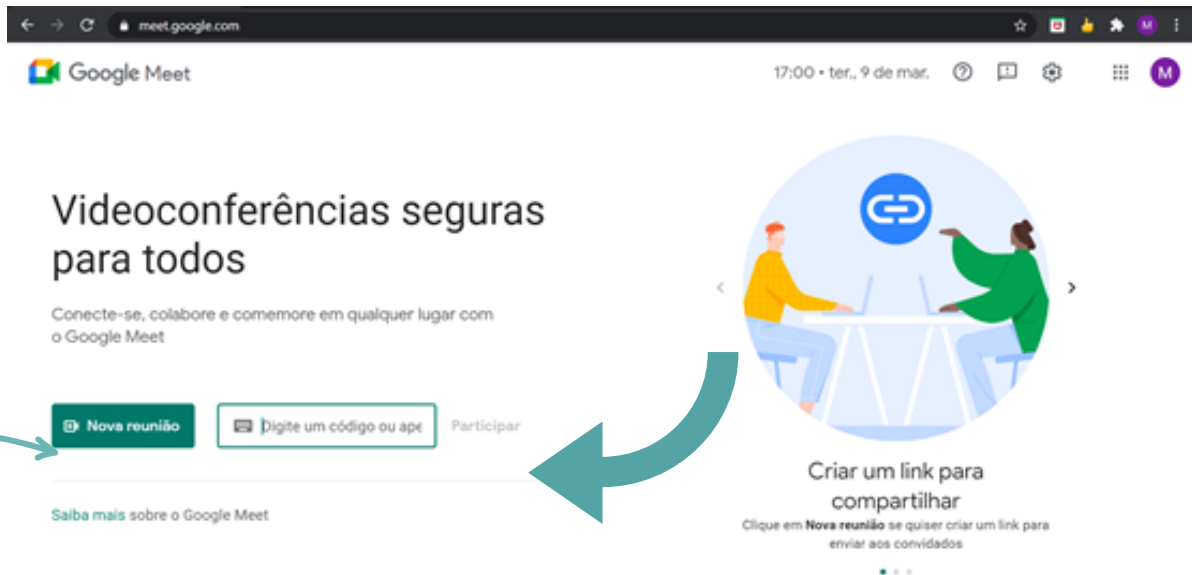 meet.google.com
M
Google Meet
17:00 • ter., 9 de mar.
M
Videoconferências seguras
para todos
Conecte-se, colabore e comemore em qualquer lugar com
o Google Meet
Nova reunião
Digite um código ou ape
Participar
Saiba mais sobre o Google Meet
Criar um link para
compartilhar
Clique em Nova reunião se quiser criar um link para
enviar aos convidados